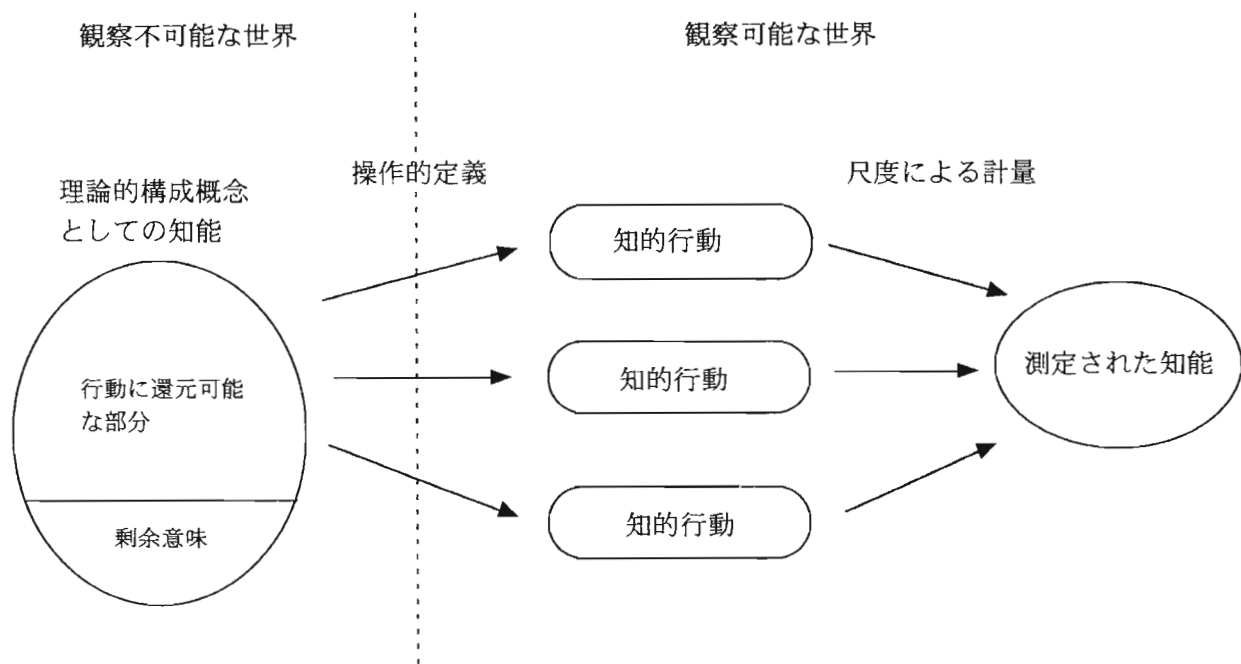 観察不可能な世界
観察可能な世界
操作的定義
尺度による計量
理論的構成概念
としての知能
知的行動
知的行動
知的行動
行動に還元可能
な部分
剰余意味
測定された知能